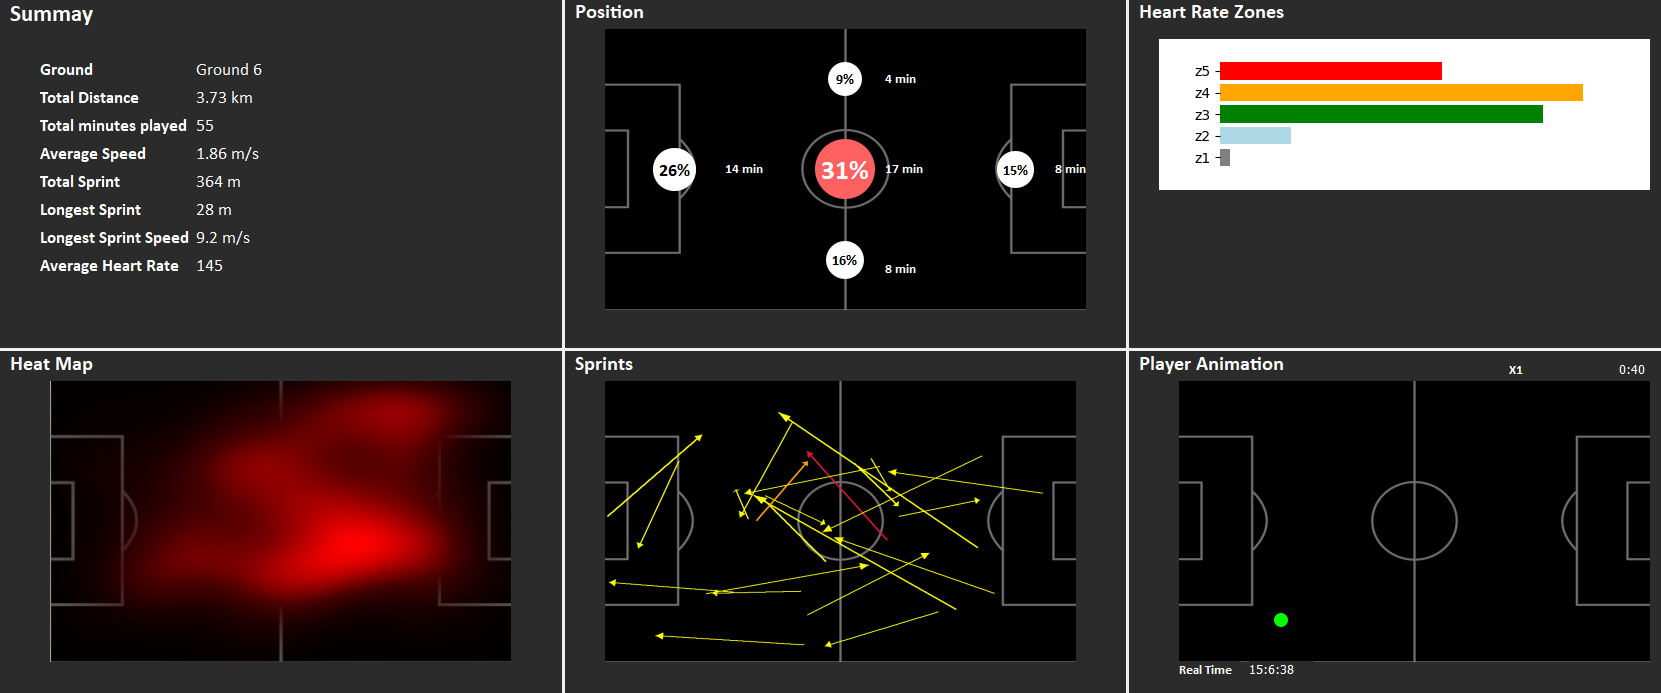 Summay
Ground Ground 6
Total Distance 3.73 km
Total minutes played 55
Average Speed 1.86 m/s
Total Sprint 364 m
Longest Sprint 28 m
Longest Sprint Speed 9.2 m/s
Average Heart Rate 145
Position
9% 4 min
26% 14 min 31% 17 min 15% 8 min
16% 8 min
Heart Rate Zones
z5
z4
z3
z2
z1
Heat Map
Sprints
Player Animation
X1 0:40
Real Time 15:6:38